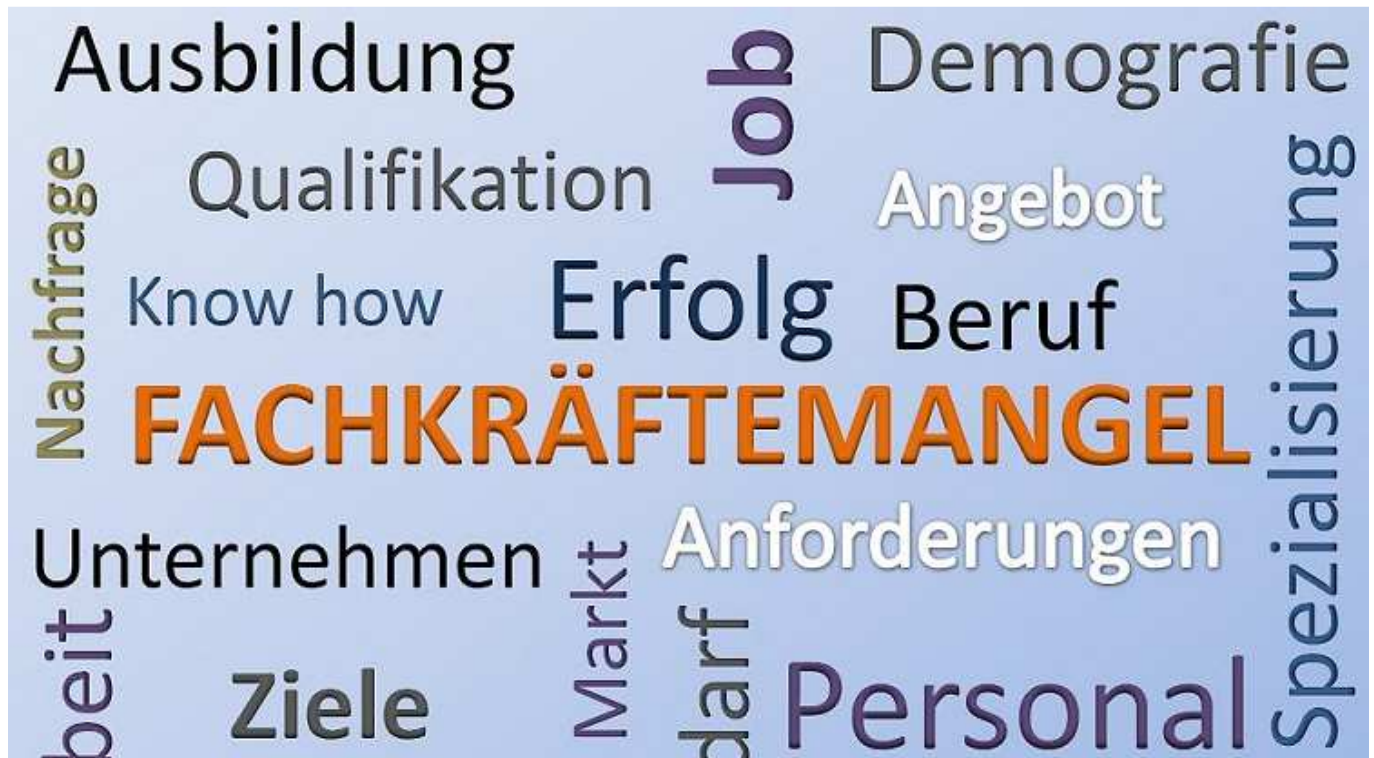 Ausbildung
Job
Demografie
Nachfrage
Qualifikation
Angebot
Spezialisierung
Know how
Erfolg
Beruf
FACHKRÄFTEMANGEL
Unternehmen
Markt
Anforderungen
beit
Ziele
darf
Personal